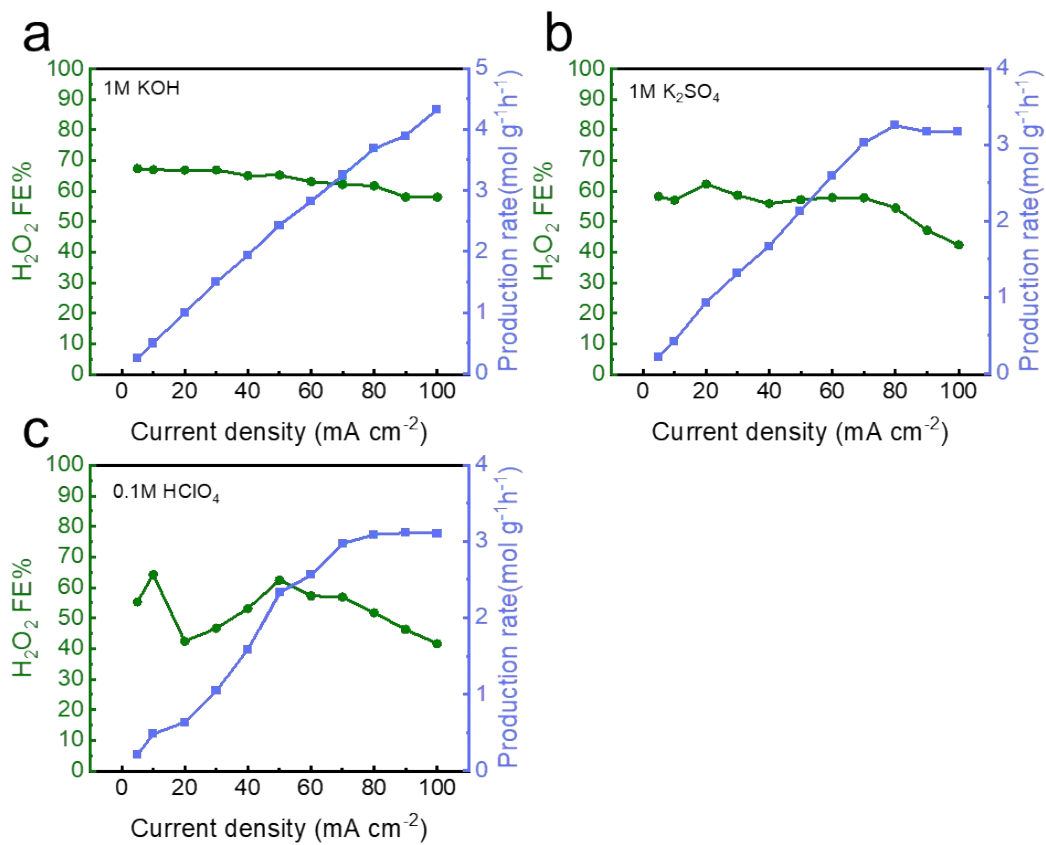 a
1M KOH
H₂O₂ FE%
100
90
80
70
60
50
40
30
20
10
0
Production rate(mol g⁻¹h⁻¹)
5
4
3
2
1
0
0 20 40 60 80 100
Current density (mA cm⁻²)
b
1M K₂SO₄
H₂O₂ FE%
100
90
80
70
60
50
40
30
20
10
0
Production rate(mol g⁻¹h⁻¹)
4
3
2
1
0
0 20 40 60 80 100
Current density (mA cm⁻²)
c
0.1M HClO₄
H₂O₂ FE%
100
90
80
70
60
50
40
30
20
10
0
Production rate(mol g⁻¹h⁻¹)
4
3
2
1
0
0 20 40 60 80 100
Current density (mA cm⁻²)